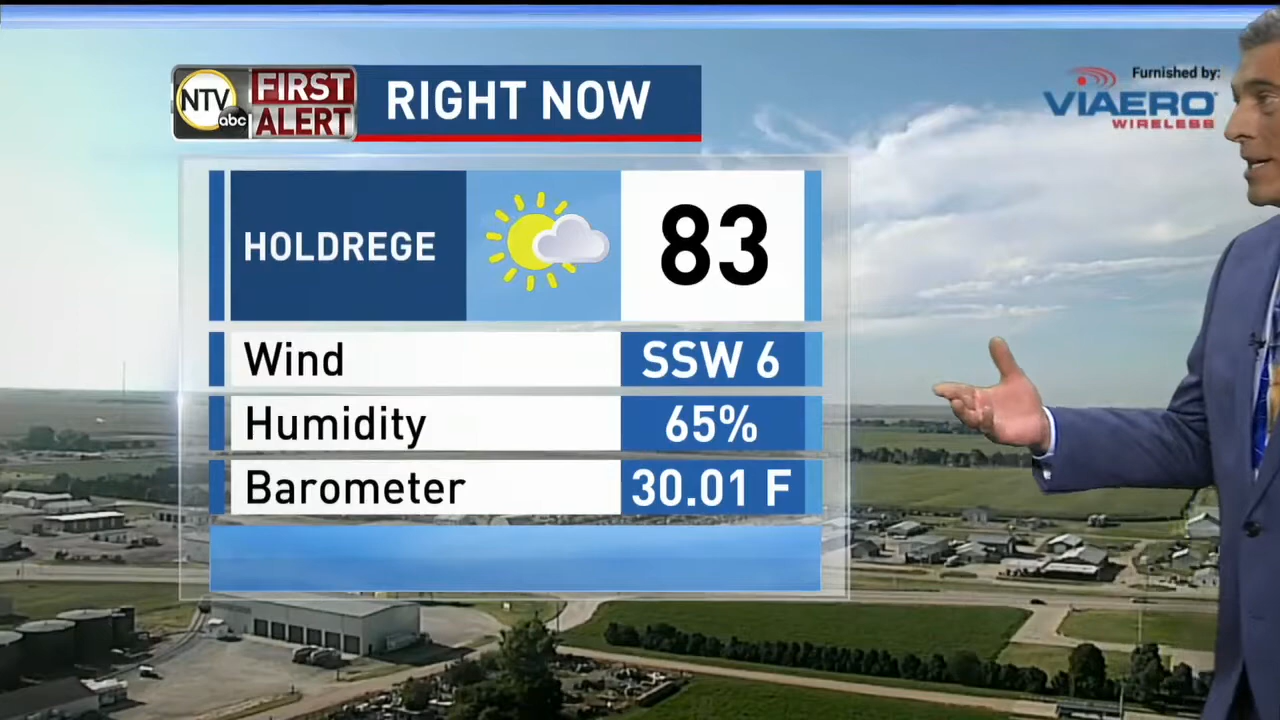 NTV
abc
FIRST
ALERT
RIGHT NOW
Furnished by:
VIAERO
WIRELESS
HOLDREGE
83
Wind SSW 6
Humidity 65%
Barometer 30.01 F